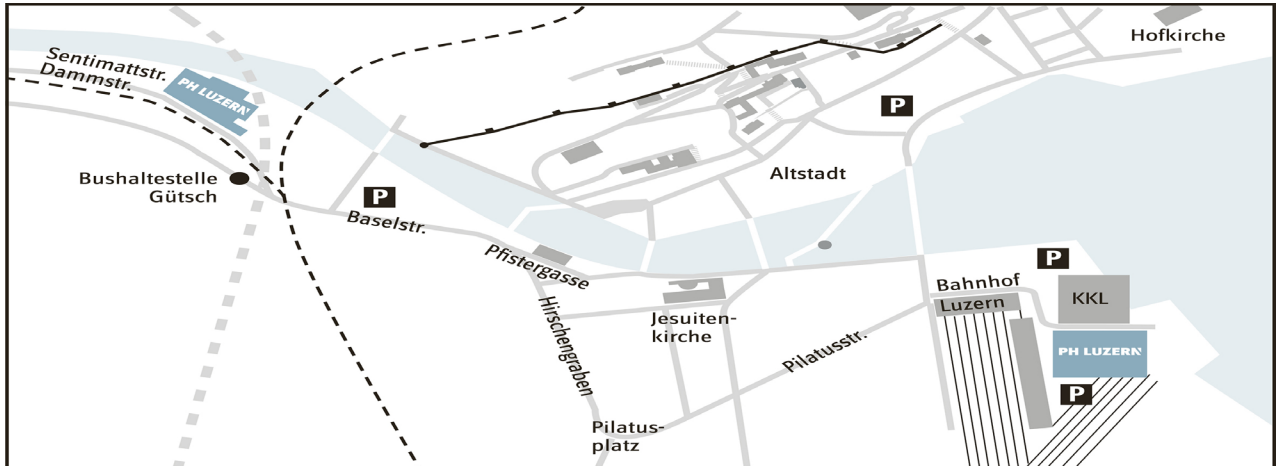 Hofkirche
Sentimattstr.
Dammstr.
PH LUZERN
P
Bushaltestelle
Gütsch
P
Altstadt
Baselstr.
Pfistergasse
P
Bahnhof
Luzern
KKL
Hirschengraben
Jesuiten-
kirche
Pilatusstr.
PH LUZERN
P
Pilatus-
platz